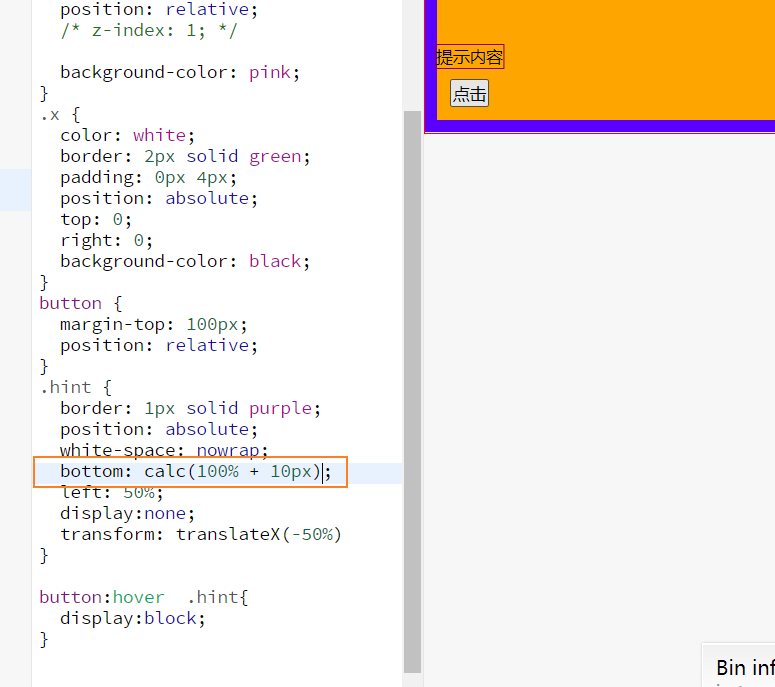 position: relative;
/* z-index: 1; */
background-color: pink;
}
.x {
color: white;
border: 2px solid green;
padding: 0px 4px;
position: absolute;
top: 0;
right: 0;
background-color: black;
}
button {
margin-top: 100px;
position: relative;
}
.hint {
border: 1px solid purple;
position: absolute;
white-space: nowrap;
bottom: calc(100% + 10px);
left: 50%;
display:none;
transform: translateX(-50%)
}
button:hover  .hint{
display:block;
}
提示内容
点击
Bin inf